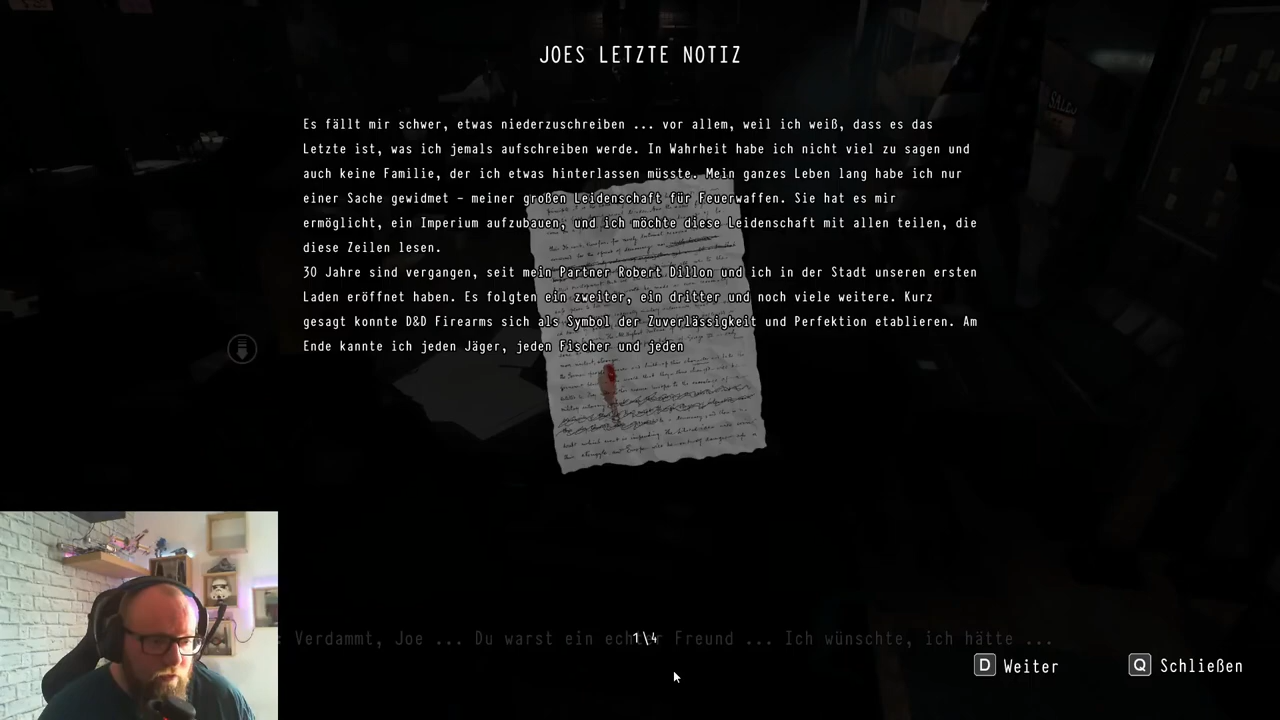 JOES LETZTE NOTIZ
Es fällt mir schwer, etwas niederzuschreiben ... vor allem, weil ich weiß, dass es das
Letzte ist, was ich jemals aufschreiben werde. In Wahrheit habe ich nicht viel zu sagen und
auch keine Familie, der ich etwas hinterlassen müsste. Mein ganzes Leben lang habe ich nur
einer Sache gewidmet – meiner großen Leidenschaft für Feuerwaffen. Sie hat es mir
ermöglicht, ein Imperium aufzubauen, und ich möchte diese Leidenschaft mit allen teilen, die
diese Zeilen lesen.
30 Jahre sind vergangen, seit mein Partner Robert Dillon und ich in der Stadt unseren ersten
Laden eröffnet haben. Es folgten ein zweiter, ein dritter und noch viele weitere. Kurz
gesagt konnte D&D Firearms sich als Symbol der Zuverlässigkeit und Perfektion etablieren. Am
Ende kannte ich jeden Jäger, jeden Fischer und jeden
: Verdammt, Joe ... Du warst ein echter Freund ... Ich wünschte, ich hätte ...
1\4
D Weiter
Q Schließen